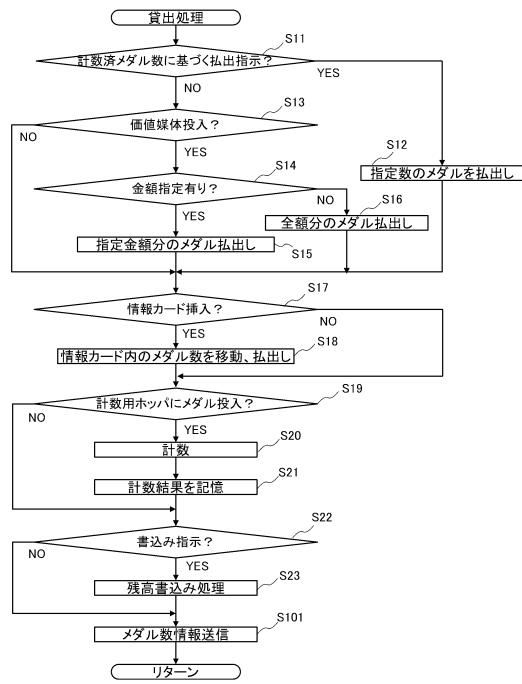 貸出処理
S11
計数済メダル数に基づく払出指示？
YES
NO
S13
価値媒体投入？
NO
YES
S12
指定数のメダルを払出し
S14
金額指定有り？
NO
YES
S16
全額分のメダル払出し
指定金額分のメダル払出し
S15
S17
情報カード挿入？
NO
YES
S18
情報カード内のメダル数を移動、払出し
S19
計数用ホッパにメダル投入？
NO
YES
S20
計数
S21
計数結果を記憶
S22
書込み指示？
NO
YES
S23
残高書込み処理
S101
メダル数情報送信
リターン